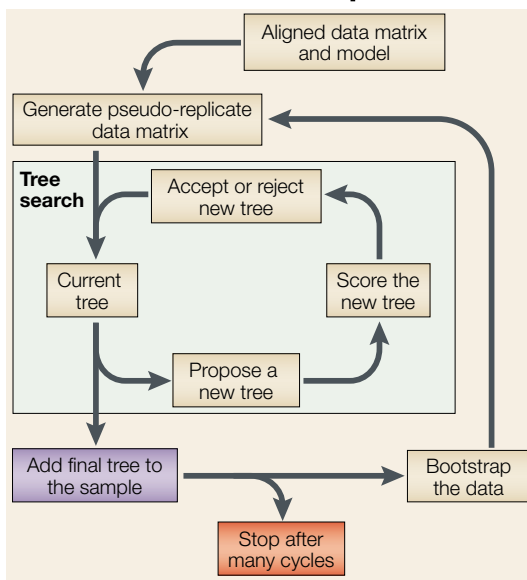 Aligned data matrix
and model
Generate pseudo-replicate
data matrix
Tree
search
Accept or reject
new tree
Current
tree
Score the
new tree
Propose a
new tree
Add final tree to
the sample
Bootstrap
the data
Stop after
many cycles